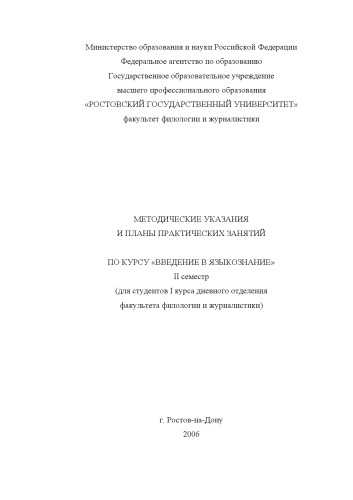 Министерство образования и науки Российской Федерации
Федеральное агентство по образованию
Государственное образовательное учреждение
высшего профессионального образования
«РОСТОВСКИЙ ГОСУДАРСТВЕННЫЙ УНИВЕРСИТЕТ»
факультет филологии и журналистики
МЕТОДИЧЕСКИЕ УКАЗАНИЯ
И ПЛАНЫ ПРАКТИЧЕСКИХ ЗАНЯТИЙ
ПО КУРСУ «ВВЕДЕНИЕ В ЯЗЫКОЗНАНИЕ»
II семестр
(для студентов I курса дневного отделения
факультета филологии и журналистики)
г. Ростов-на-Дону
2006